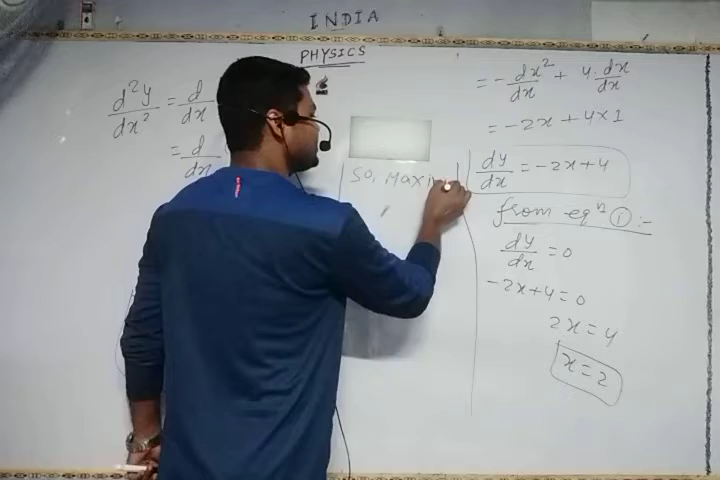 INDIA
PHYSICS
d²y/dx² = d/dx
= d/dx
So, Maxi
= -dx²/dx + 4·dx/dx
= -2x + 4×1
dy/dx = -2x+4
from eqⁿ ① :-
dy/dx = 0
-2x+4=0
2x=4
x=2